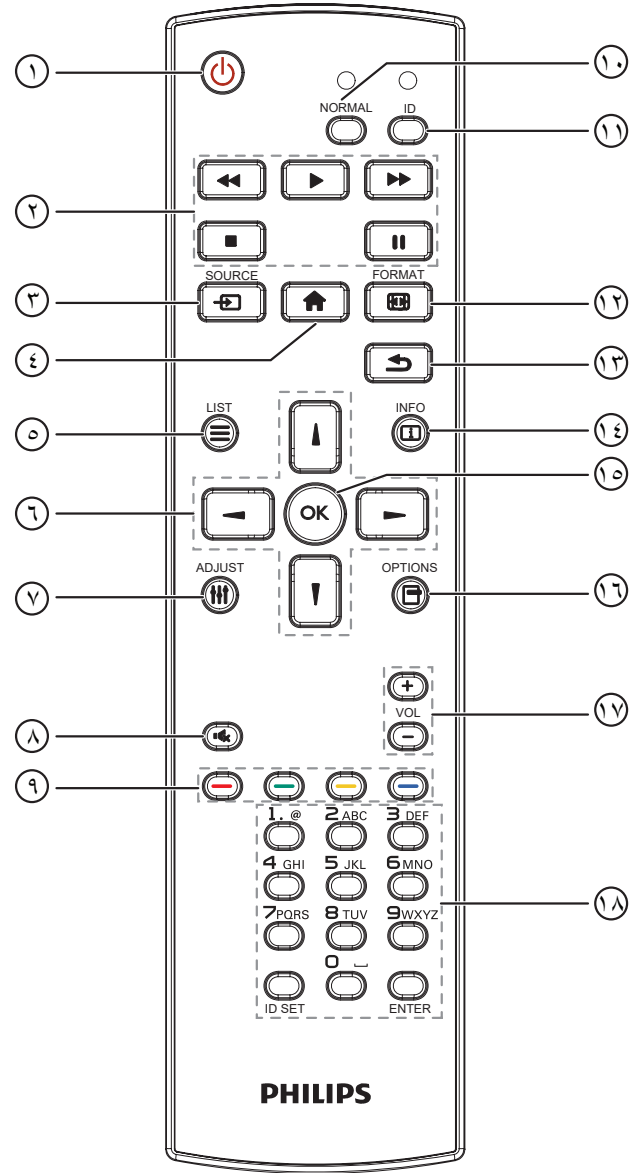 ١
١٠
NORMAL
ID
١١
٢
SOURCE
FORMAT
٣
١٢
٤
١٣
LIST
INFO
٥
١٤
١٥
٦
OK
ADJUST
OPTIONS
٧
١٦
+
VOL
−
١٧
٨
٩
1. @
2 ABC
3 DEF
4 GHI
5 JKL
6 MNO
7 PQRS
8 TUV
9 WXYZ
١٨
0 ⎵
ID SET
ENTER
PHILIPS